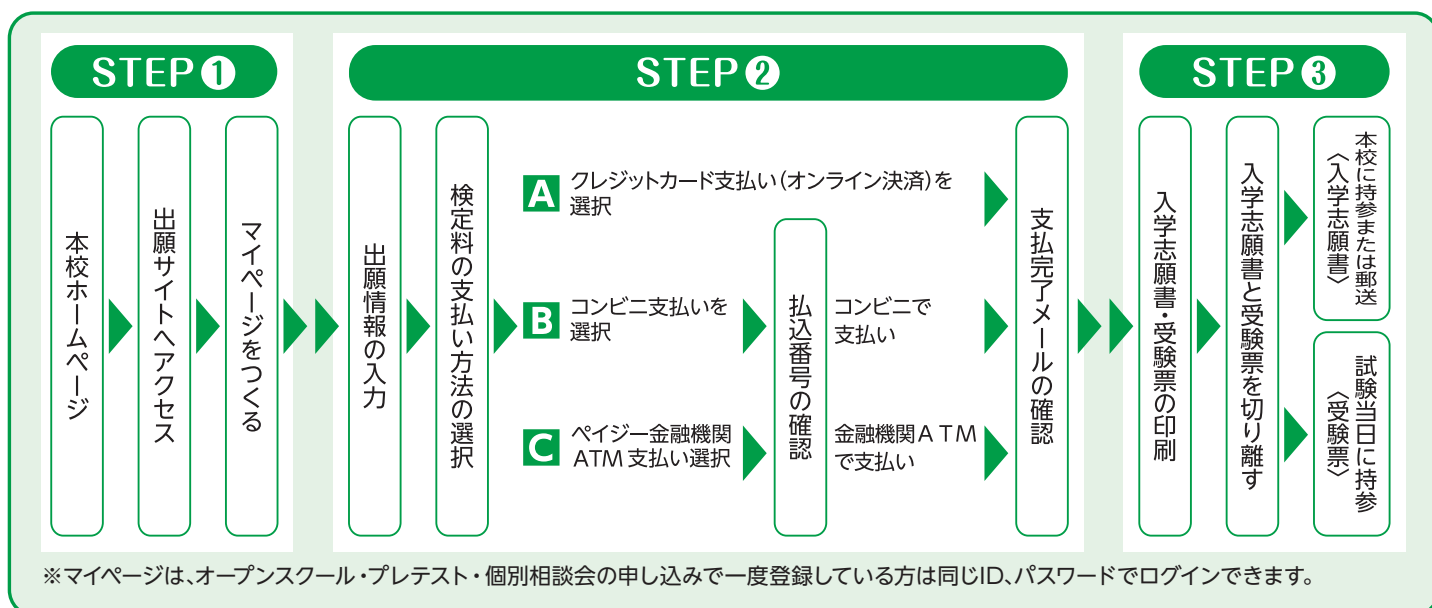 STEP❶
本校ホームページ
出願サイトへアクセス
マイページをつくる
STEP❷
出願情報の入力
検定料の支払い方法の選択
A クレジットカード支払い(オンライン決済)を
選択
B コンビニ支払いを
選択
C ペイジー金融機関
ATM 支払い選択
払込番号の確認
コンビニで
支払い
金融機関ATM
で支払い
支払完了メールの確認
STEP❸
入学志願書・受験票の印刷
入学志願書と受験票を切り離す
本校に持参または郵送
〈入学志願書〉
試験当日に持参
〈受験票〉
※マイページは、オープンスクール・プレテスト・個別相談会の申し込みで一度登録している方は同じID、パスワードでログインできます。